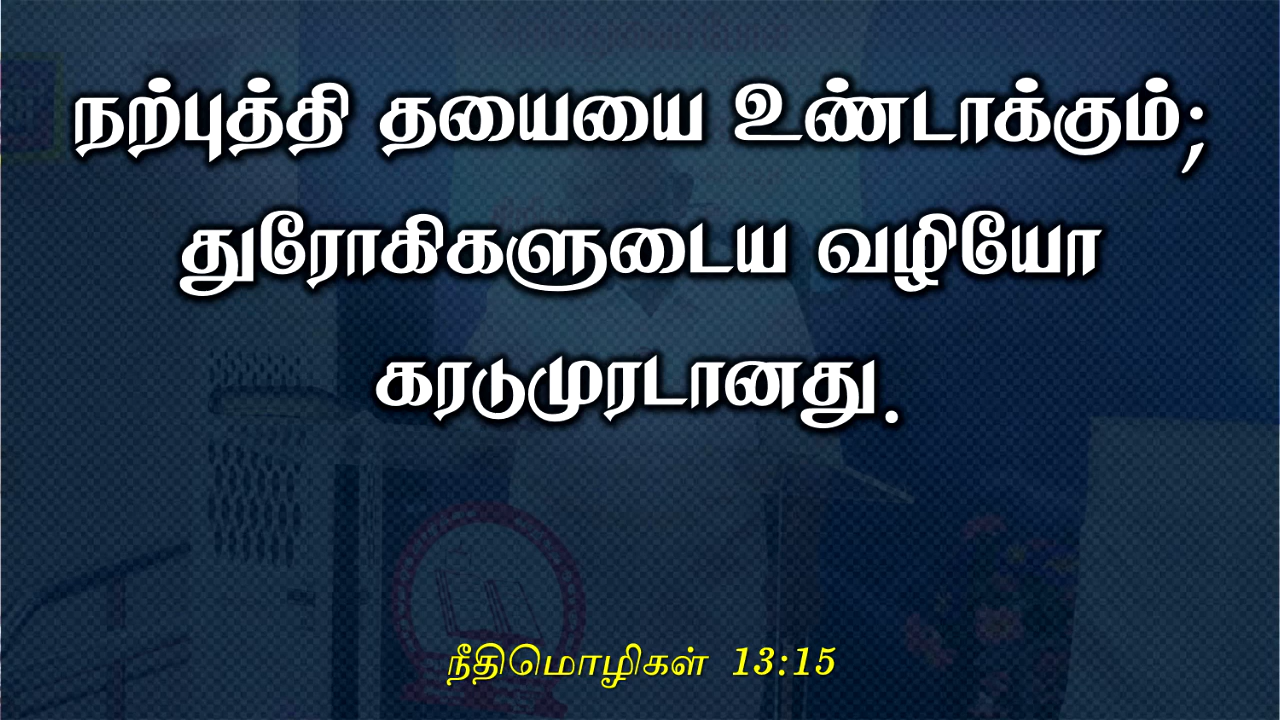 நற்புத்தி தயையை உண்டாக்கும்;
துரோகிகளுடைய வழியோ
கரடுமுரடானது.
நீதிமொழிகள் 13:15